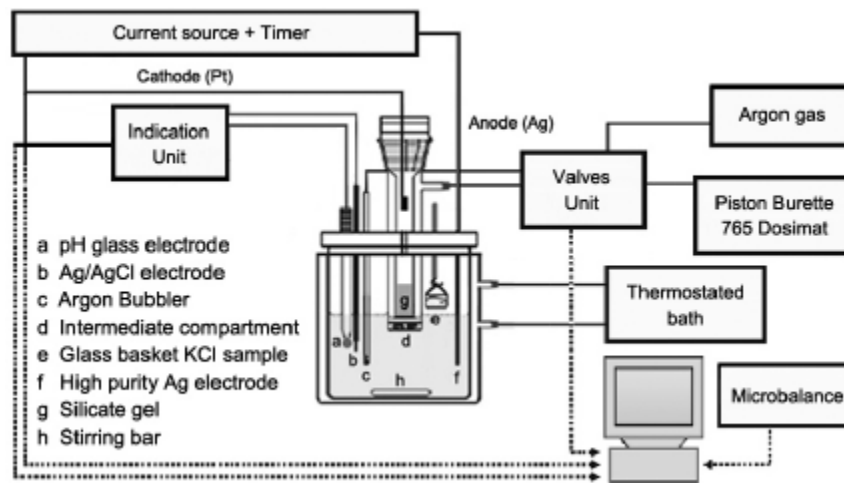 Current source + Timer
Cathode (Pt)
Indication
Unit
Anode (Ag)
Argon gas
Valves
Unit
Piston Burette
765 Dosimat
Thermostated
bath
Microbalance
a pH glass electrode
b Ag/AgCl electrode
c Argon Bubbler
d Intermediate compartment
e Glass basket KCl sample
f High purity Ag electrode
g Silicate gel
h Stirring bar
g
e
a
b
c
d
f
h